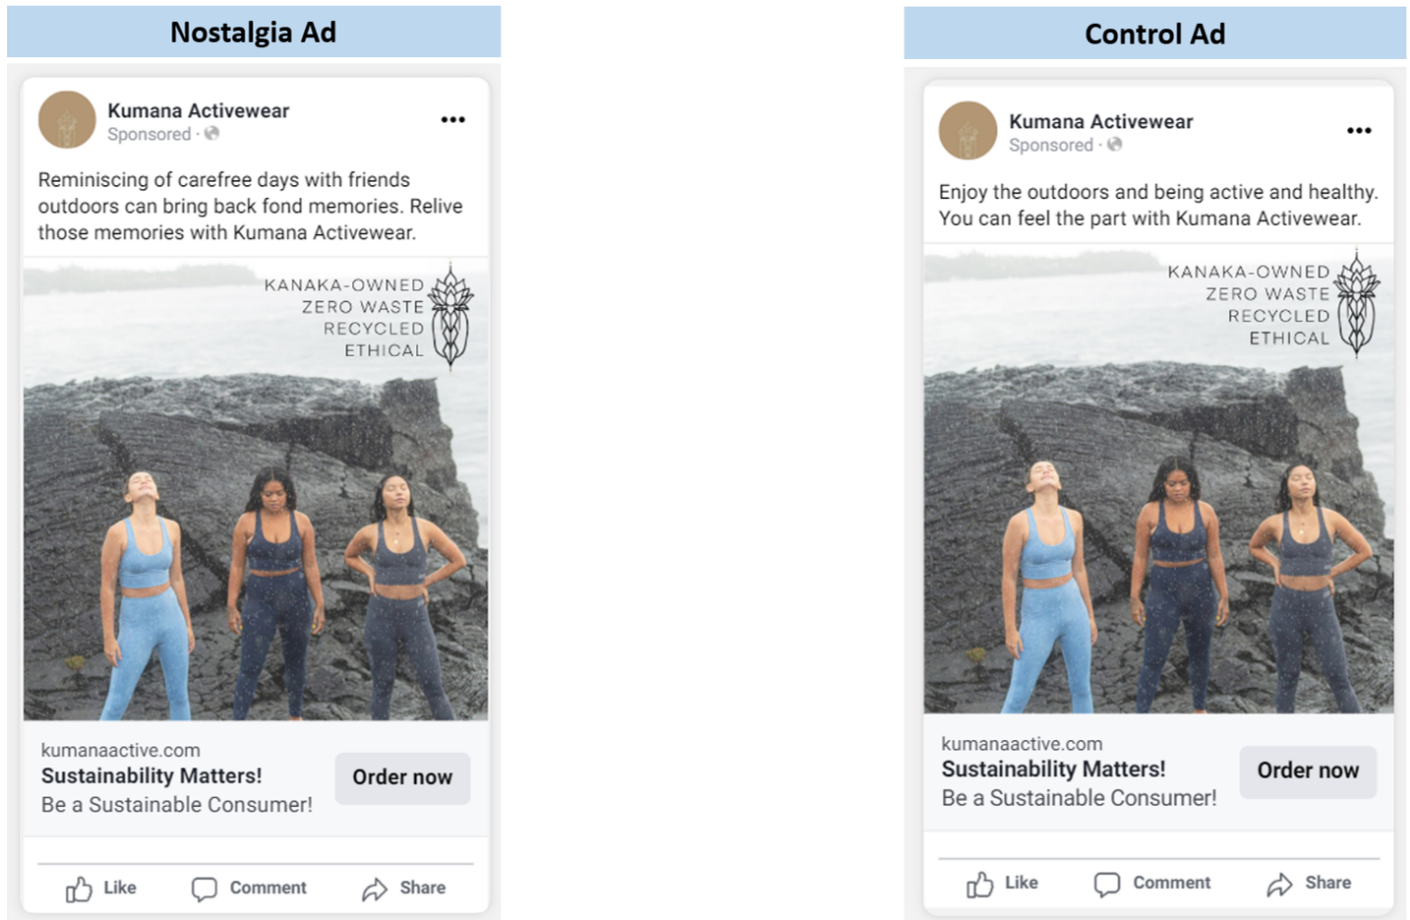 Nostalgia Ad
Kumana Activewear
Sponsored ·
Reminiscing of carefree days with friends
outdoors can bring back fond memories. Relive
those memories with Kumana Activewear.
KANAKA-OWNED
ZERO WASTE
RECYCLED
ETHICAL
kumanaactive.com
Sustainability Matters!
Be a Sustainable Consumer!
Order now
Like
Comment
Share
Control Ad
Kumana Activewear
Sponsored ·
Enjoy the outdoors and being active and healthy.
You can feel the part with Kumana Activewear.
KANAKA-OWNED
ZERO WASTE
RECYCLED
ETHICAL
kumanaactive.com
Sustainability Matters!
Be a Sustainable Consumer!
Order now
Like
Comment
Share